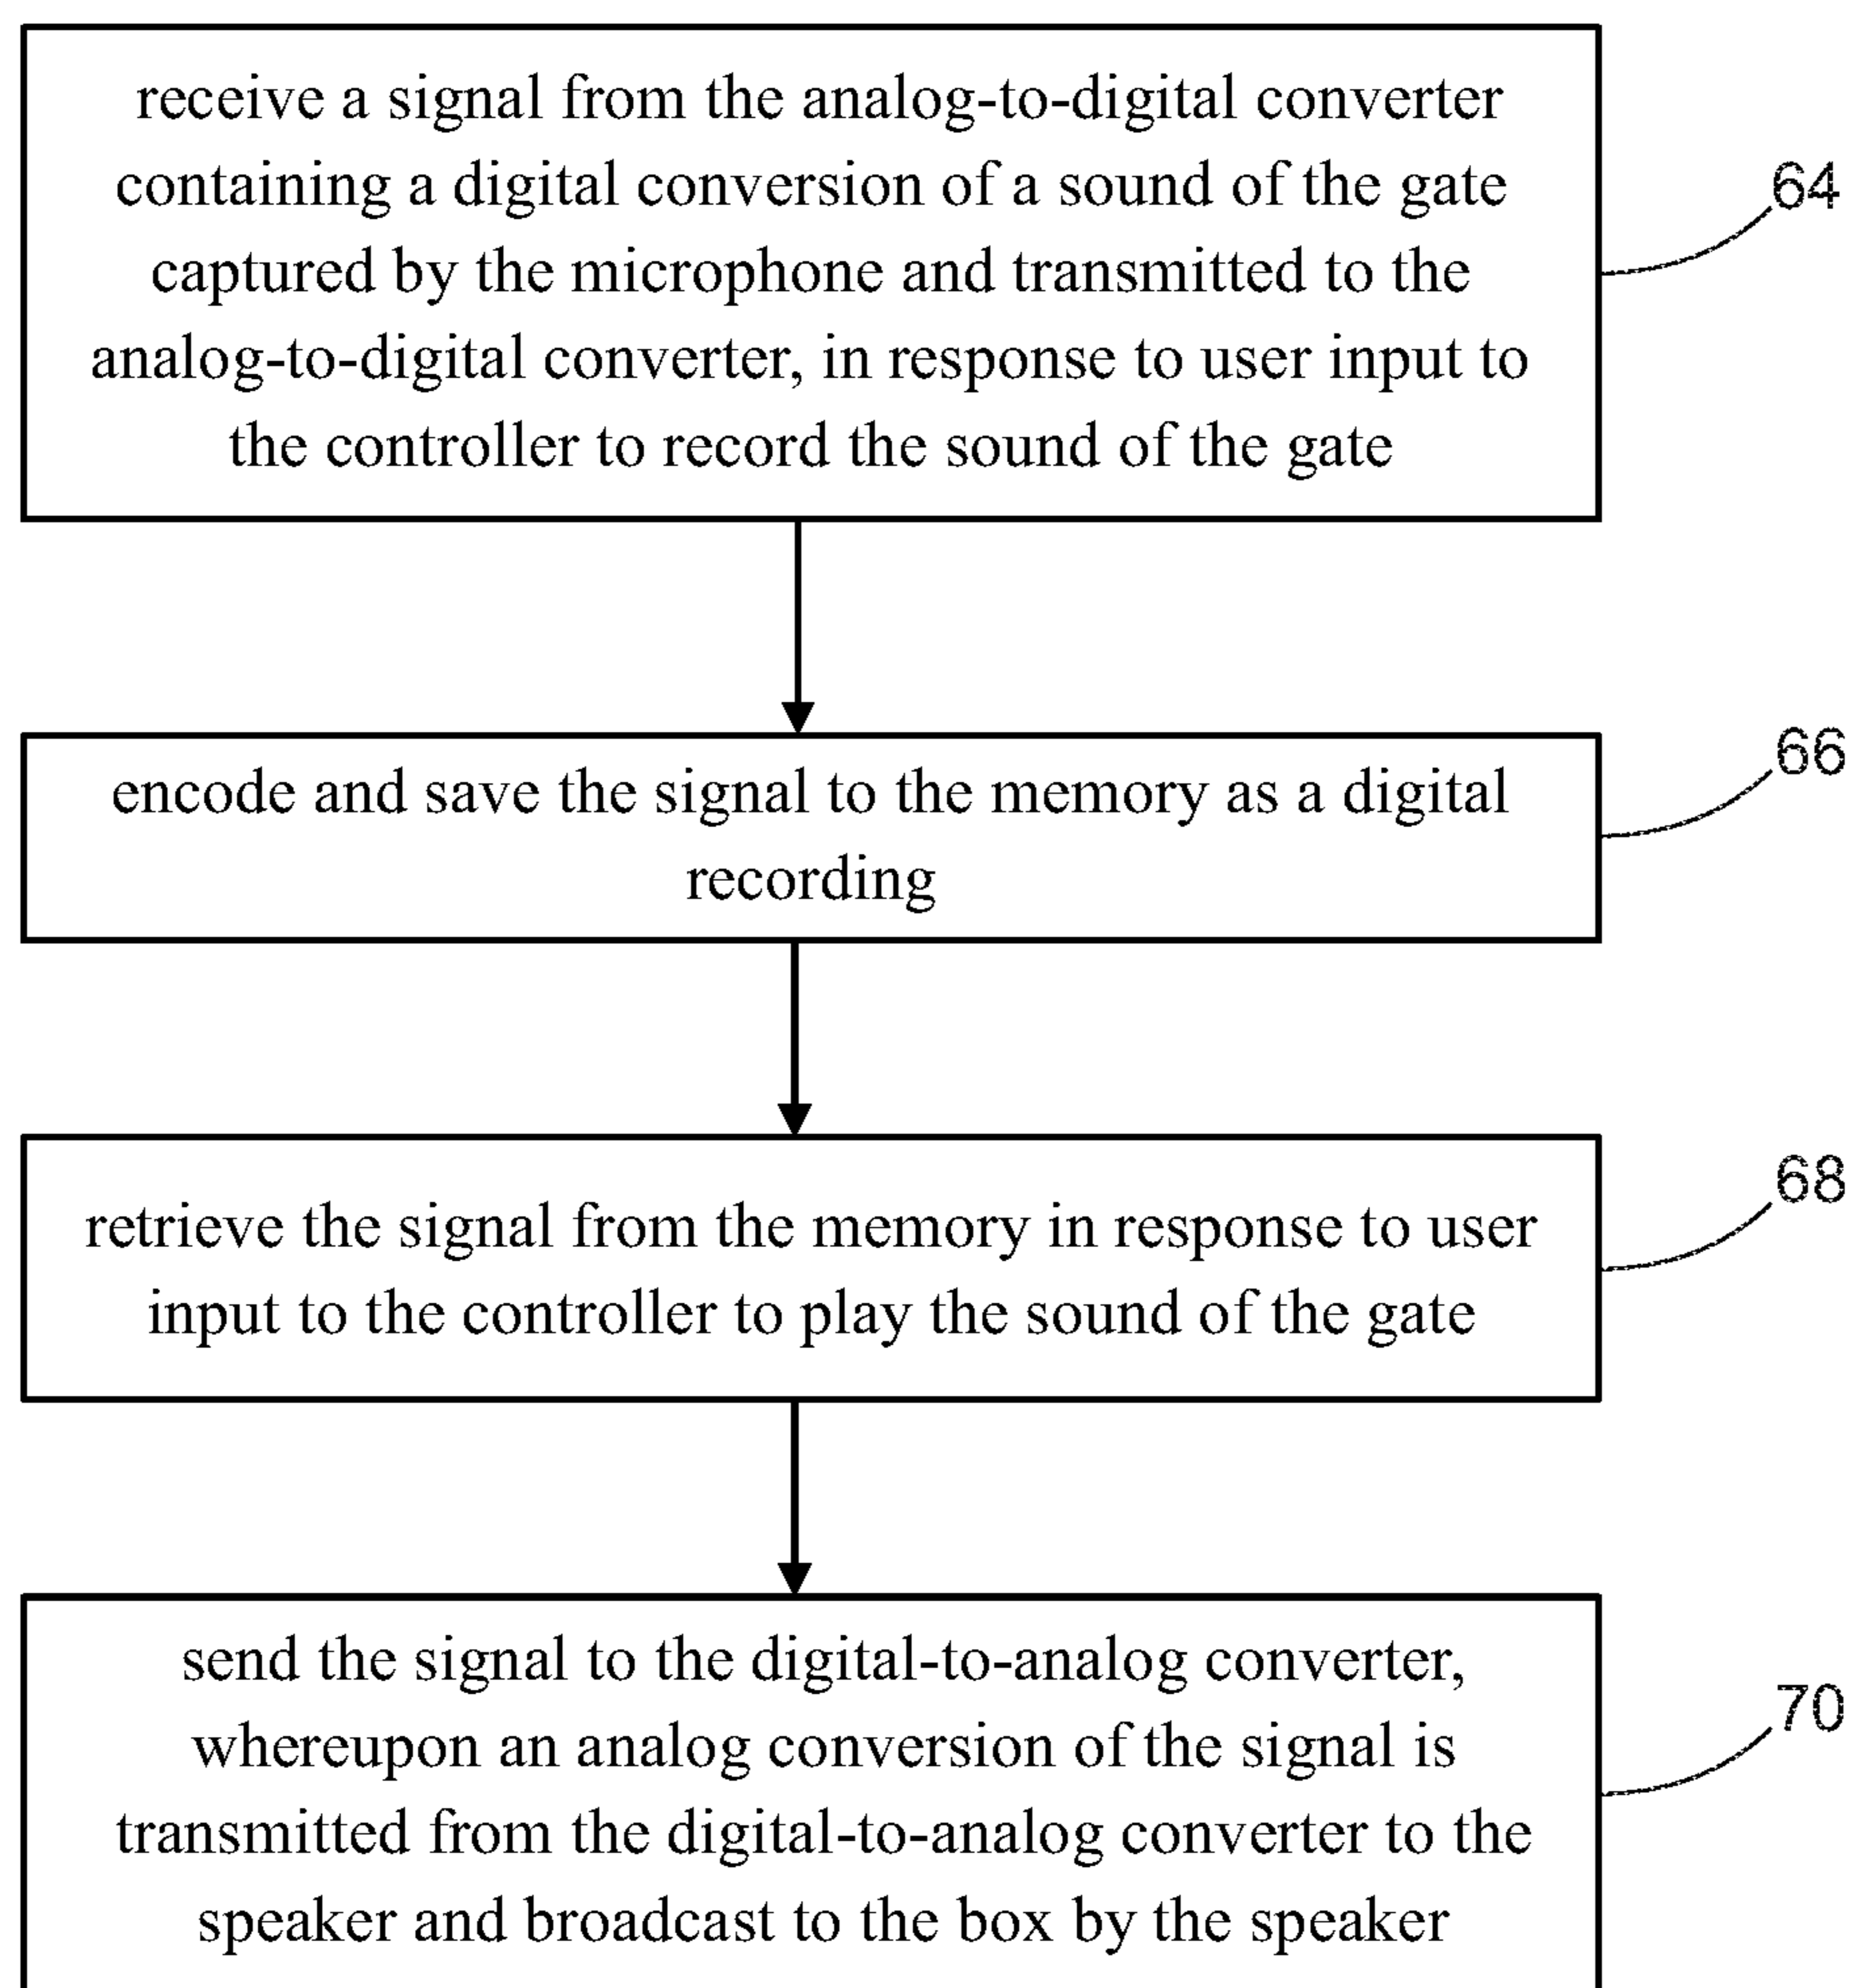 receive a signal from the analog-to-digital converter
containing a digital conversion of a sound of the gate
captured by the microphone and transmitted to the
analog-to-digital converter, in response to user input to
the controller to record the sound of the gate
64
encode and save the signal to the memory as a digital
recording
66
retrieve the signal from the memory in response to user
input to the controller to play the sound of the gate
68
send the signal to the digital-to-analog converter,
whereupon an analog conversion of the signal is
transmitted from the digital-to-analog converter to the
speaker and broadcast to the box by the speaker
70